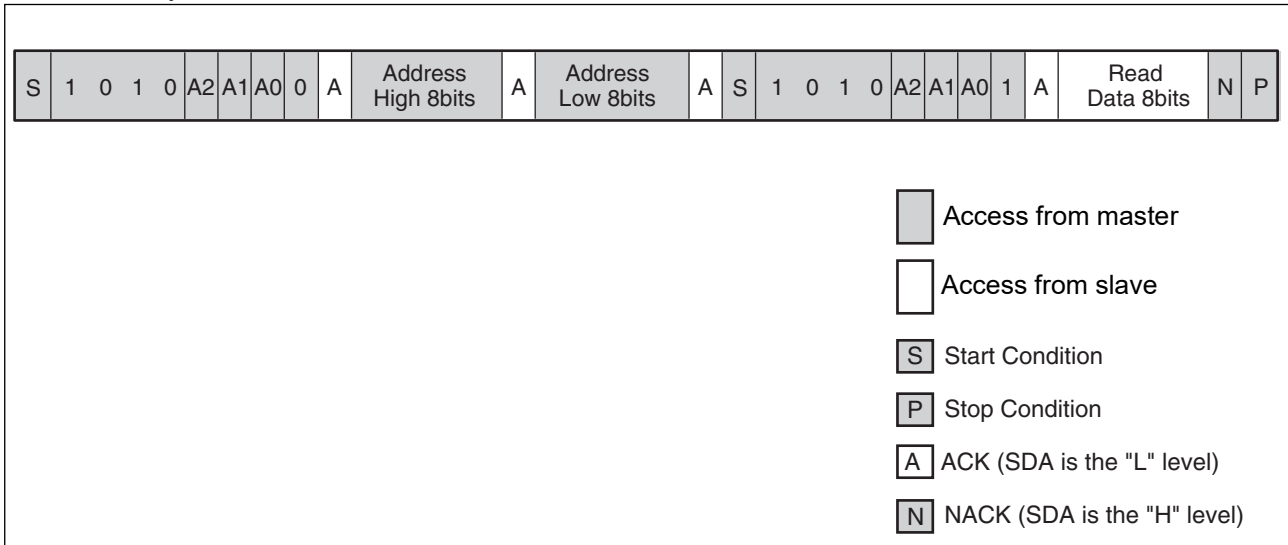 S 1 0 1 0 A2 A1 A0 0 A Address High 8bits A Address Low 8bits A S 1 0 1 0 A2 A1 A0 1 A Read Data 8bits N P
Access from master
Access from slave
S Start Condition
P Stop Condition
A ACK (SDA is the "L" level)
N NACK (SDA is the "H" level)